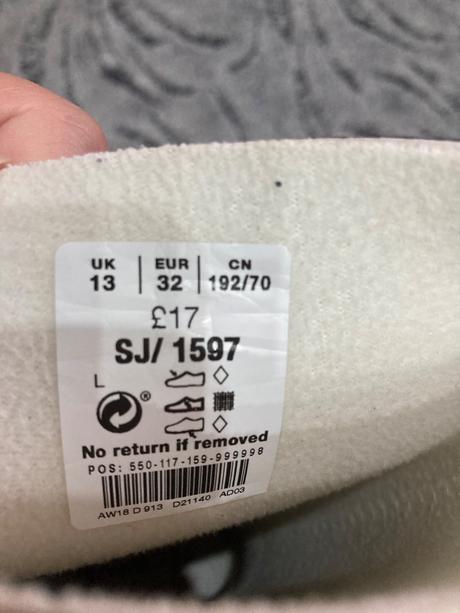 UK | EUR | CN
13 | 32 | 192/70
£17
SJ/ 1597
L
®
No return if removed
POS: 550-117-159-999998
AW18 D 913 D21140 AD03